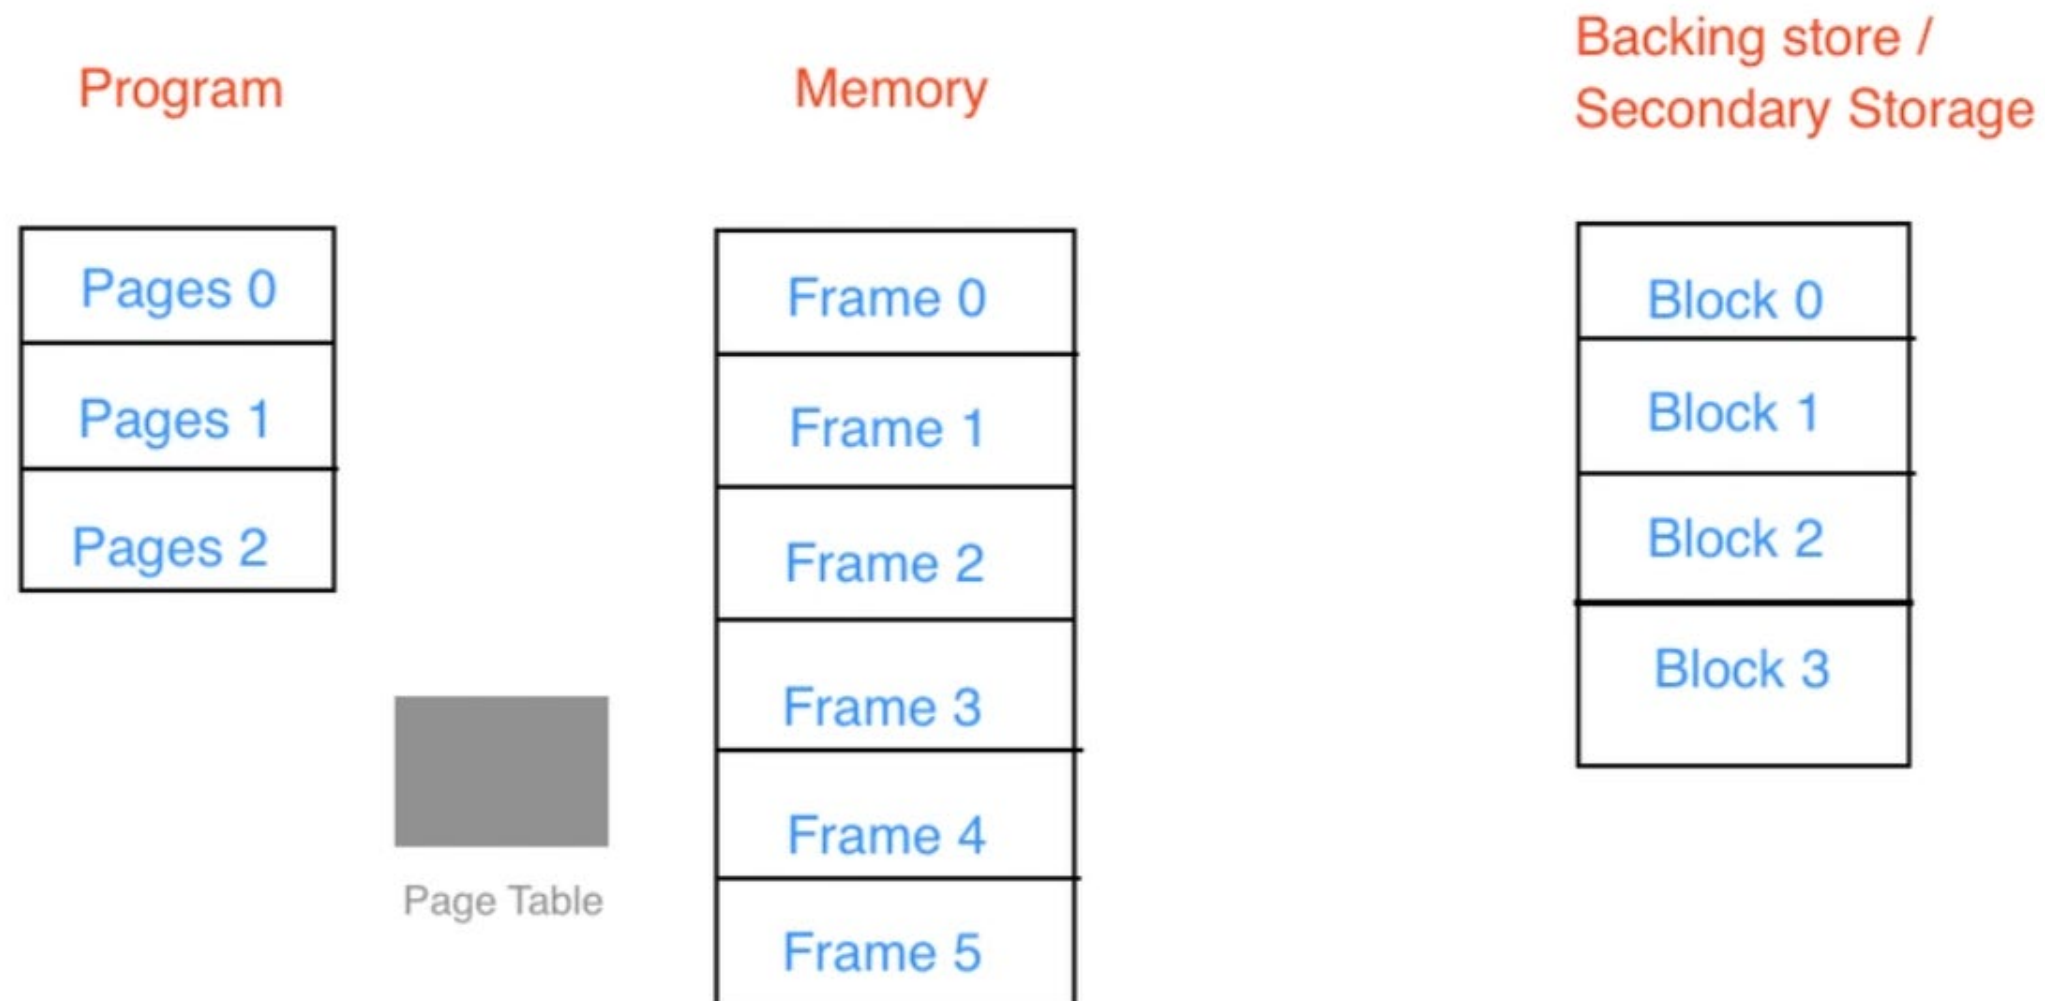 Program
Memory
Backing store /
Secondary Storage
Pages 0
Pages 1
Pages 2
Page Table
Frame 0
Frame 1
Frame 2
Frame 3
Frame 4
Frame 5
Block 0
Block 1
Block 2
Block 3